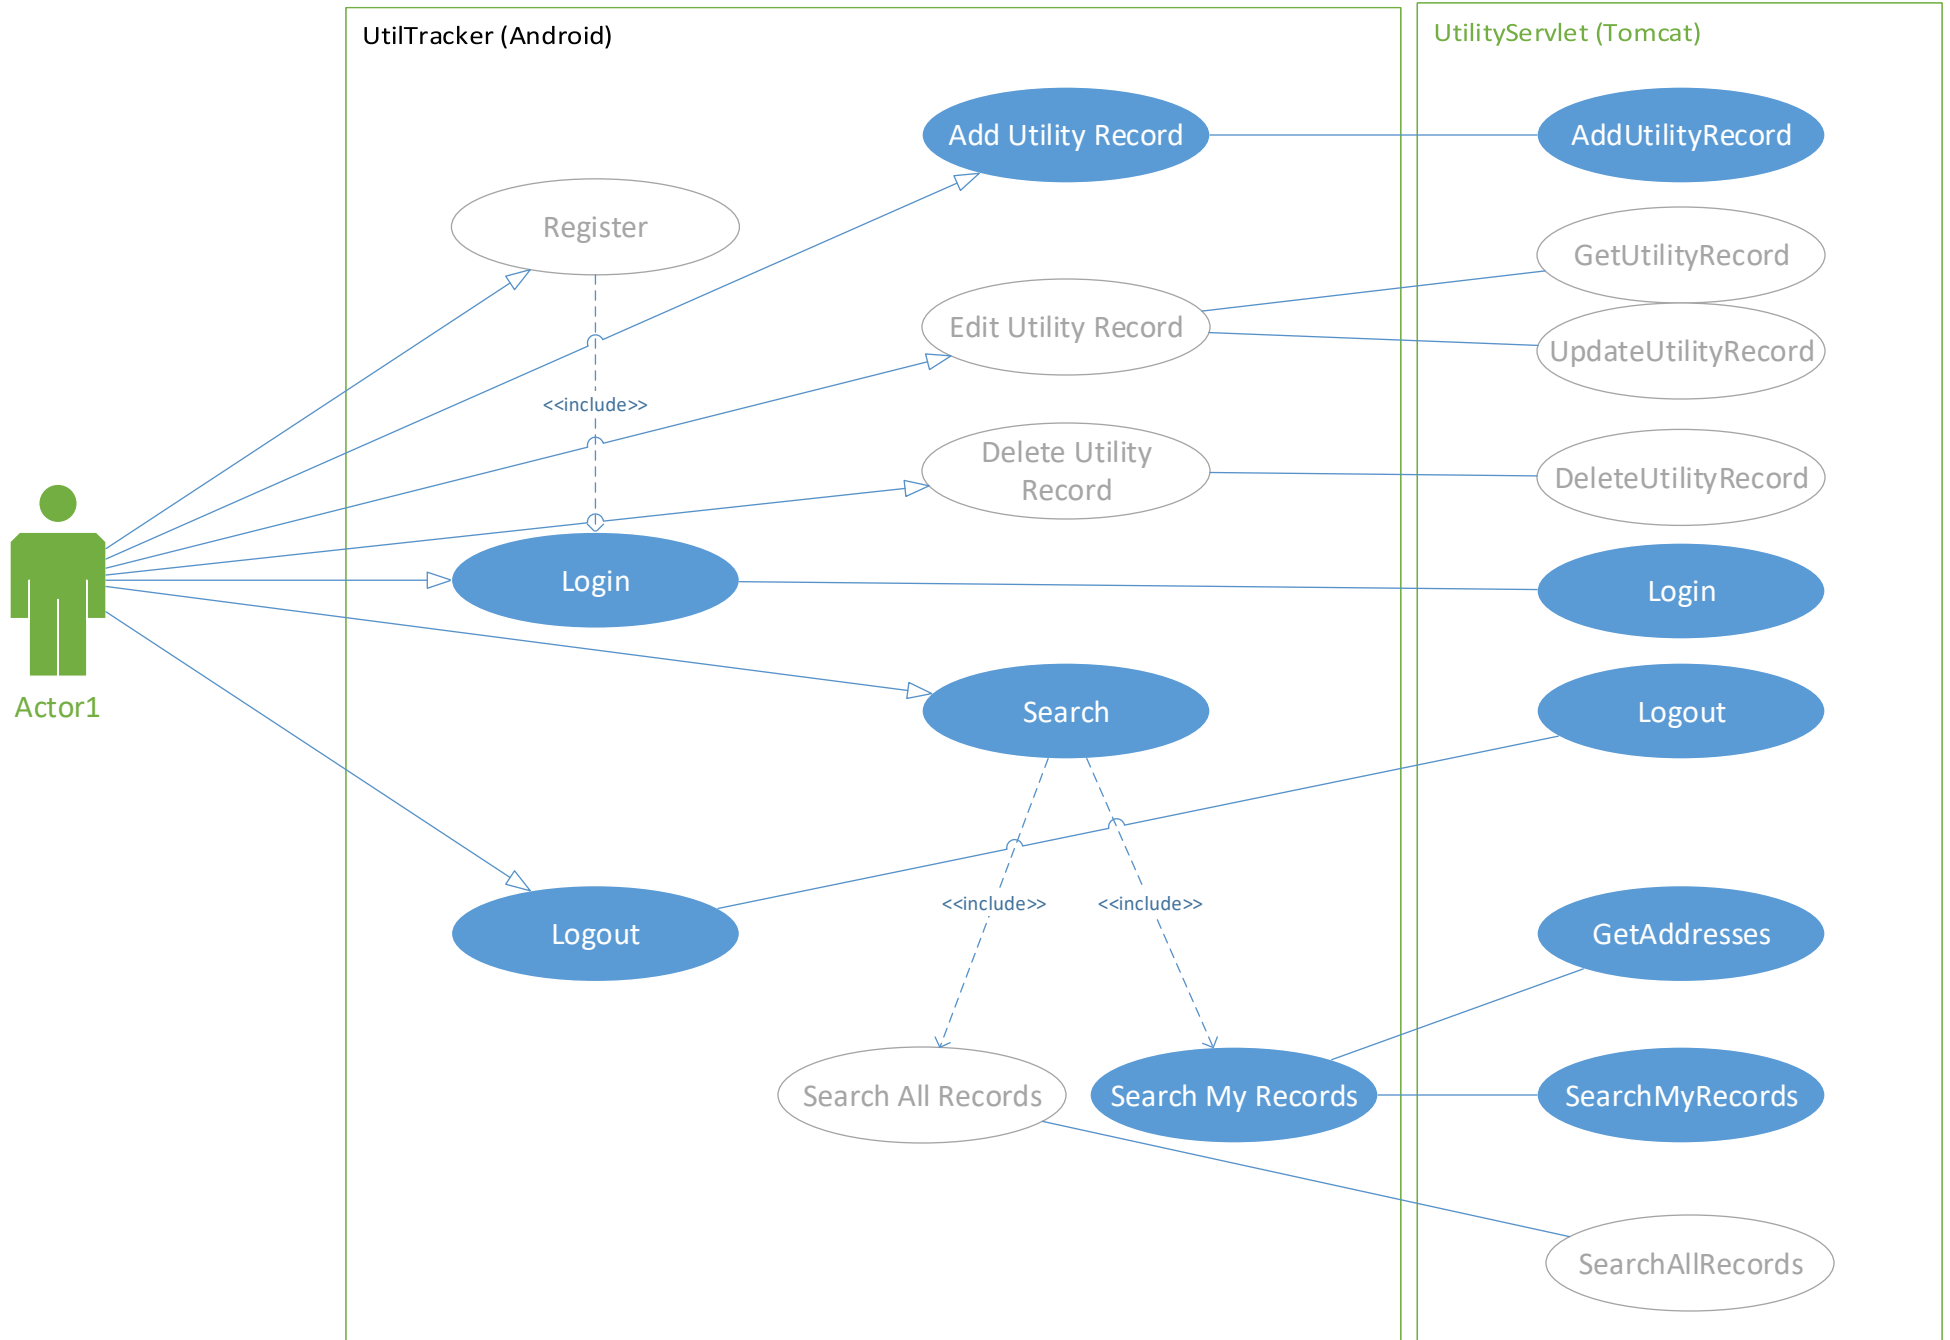 UtilTracker (Android)
UtilityServlet (Tomcat)
Add Utility Record
AddUtilityRecord
Register
GetUtilityRecord
Edit Utility Record
UpdateUtilityRecord
<<include>>
Delete Utility
Record
DeleteUtilityRecord
Login
Login
Actor1
Search
Logout
<<include>>
<<include>>
Logout
GetAddresses
Search All Records
Search My Records
SearchMyRecords
SearchAllRecords